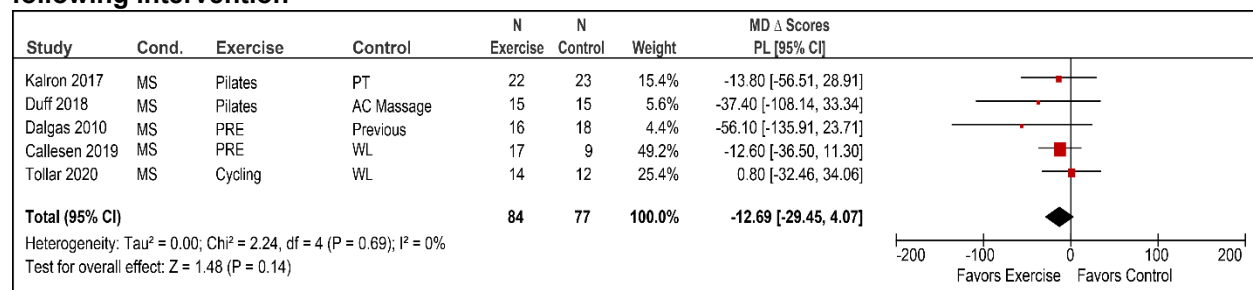 following intervention
N N MD Δ Scores
Study Cond. Exercise Control Exercise Control Weight PL [95% CI]
Kalron 2017 MS Pilates PT 22 23 15.4% -13.80 [-56.51, 28.91]
Duff 2018 MS Pilates AC Massage 15 15 5.6% -37.40 [-108.14, 33.34]
Dalgas 2010 MS PRE Previous 16 18 4.4% -56.10 [-135.91, 23.71]
Callesen 2019 MS PRE WL 17 9 49.2% -12.60 [-36.50, 11.30]
Tollar 2020 MS Cycling WL 14 12 25.4% 0.80 [-32.46, 34.06]
Total (95% CI) 84 77 100.0% -12.69 [-29.45, 4.07]
Heterogeneity: Tau² = 0.00; Chi² = 2.24, df = 4 (P = 0.69); I² = 0%
Test for overall effect: Z = 1.48 (P = 0.14)
-200 -100 0 100 200
Favors Exercise Favors Control